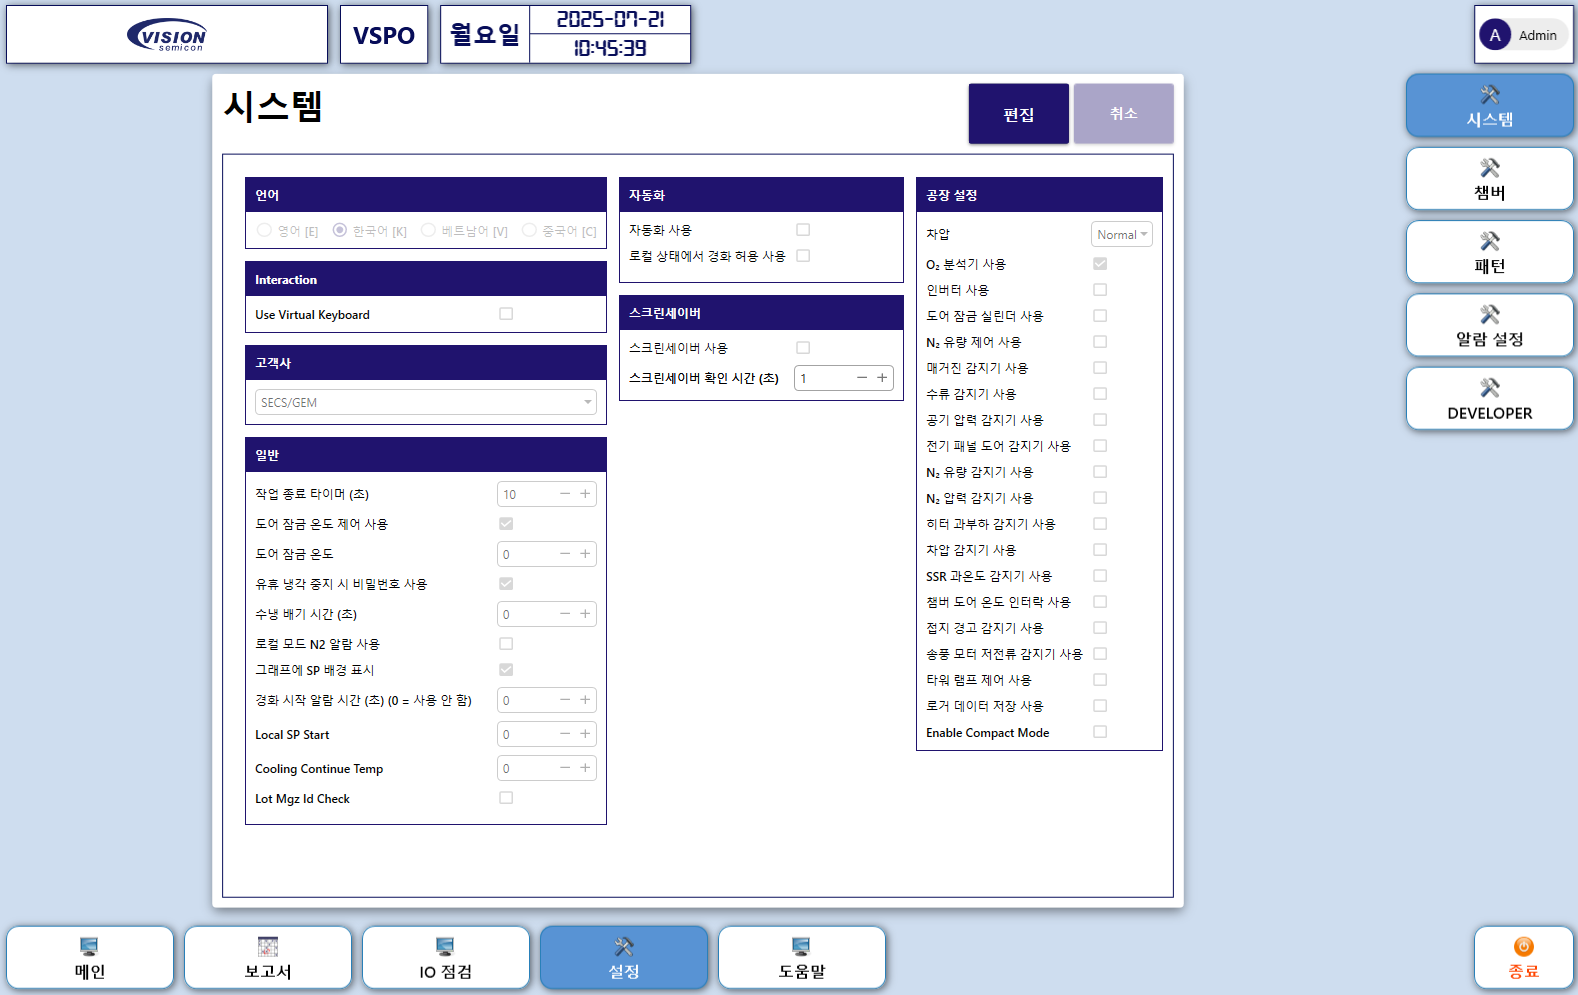 VISION
semicon
VSPO
월요일
2025-07-21
10:45:39
A
Admin
시스템
편집
취소
언어
영어 [E]
한국어 [K]
베트남어 [V]
중국어 [C]
Interaction
Use Virtual Keyboard
고객사
SECS/GEM
일반
작업 종료 타이머 (초)
10
도어 잠금 온도 제어 사용
도어 잠금 온도
0
유휴 냉각 중지 시 비밀번호 사용
수냉 배기 시간 (초)
0
로컬 모드 N2 알람 사용
그래프에 SP 배경 표시
경화 시작 알람 시간 (초) (0 = 사용 안 함)
0
Local SP Start
0
Cooling Continue Temp
0
Lot Mgz Id Check
자동화
자동화 사용
로컬 상태에서 경화 허용 사용
스크린세이버
스크린세이버 사용
스크린세이버 확인 시간 (초)
1
공장 설정
차압
Normal
O₂ 분석기 사용
인버터 사용
도어 잠금 실린더 사용
N₂ 유량 제어 사용
매거진 감지기 사용
수류 감지기 사용
공기 압력 감지기 사용
전기 패널 도어 감지기 사용
N₂ 유량 감지기 사용
N₂ 압력 감지기 사용
히터 과부하 감지기 사용
차압 감지기 사용
SSR 과온도 감지기 사용
챔버 도어 온도 인터락 사용
접지 경고 감지기 사용
송풍 모터 저전류 감지기 사용
타워 램프 제어 사용
로거 데이터 저장 사용
Enable Compact Mode
시스템
챔버
패턴
알람 설정
DEVELOPER
메인
보고서
IO 점검
설정
도움말
종료